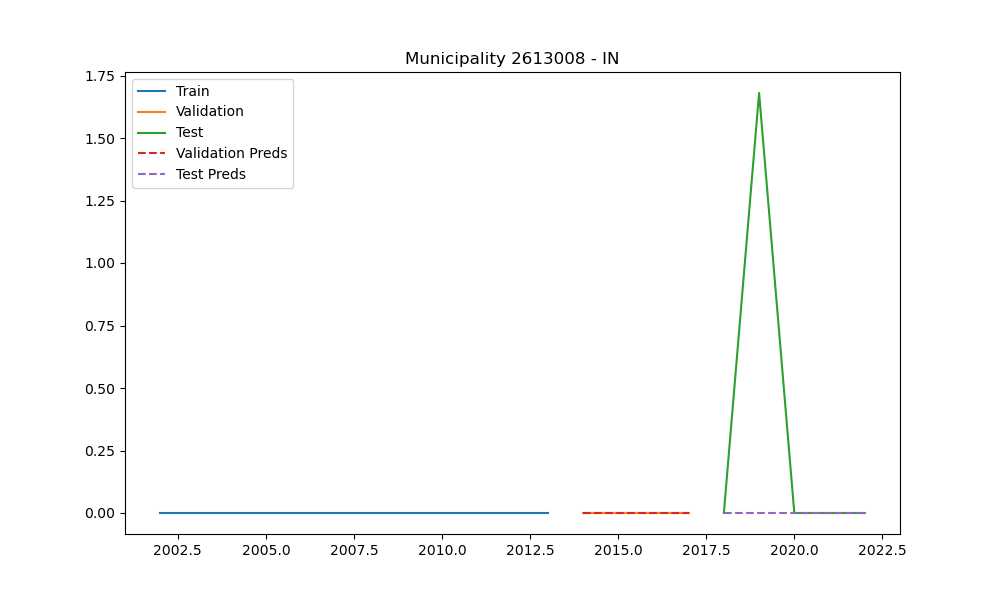 Municipality 2613008 - IN
1.75
1.50
1.25
1.00
0.75
0.50
0.25
0.00
Train
Validation
Test
Validation Preds
Test Preds
2002.5 2005.0 2007.5 2010.0 2012.5 2015.0 2017.5 2020.0 2022.5